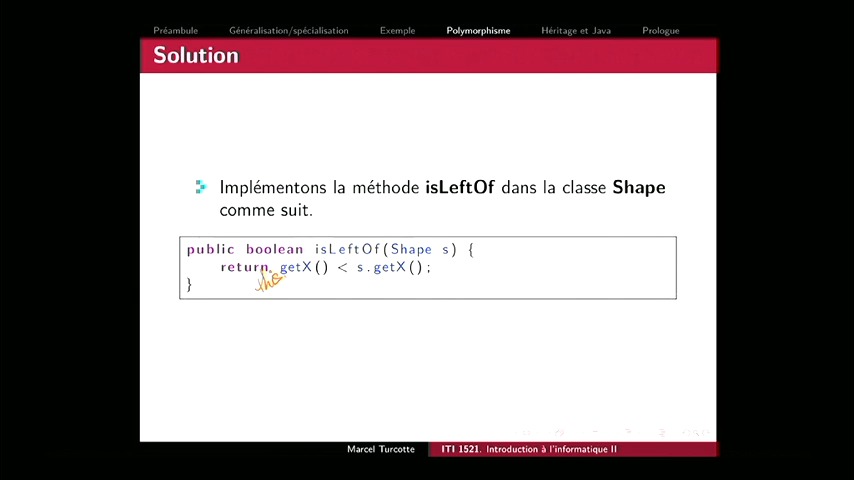 Préambule Généralisation/spécialisation Exemple Polymorphisme Héritage et Java Prologue
Solution
Implémentons la méthode isLeftOf dans la classe Shape
comme suit.
public boolean isLeftOf(Shape s) {
return getX() < s.getX();
}
Marcel Turcotte ITI 1521. Introduction à l'informatique II